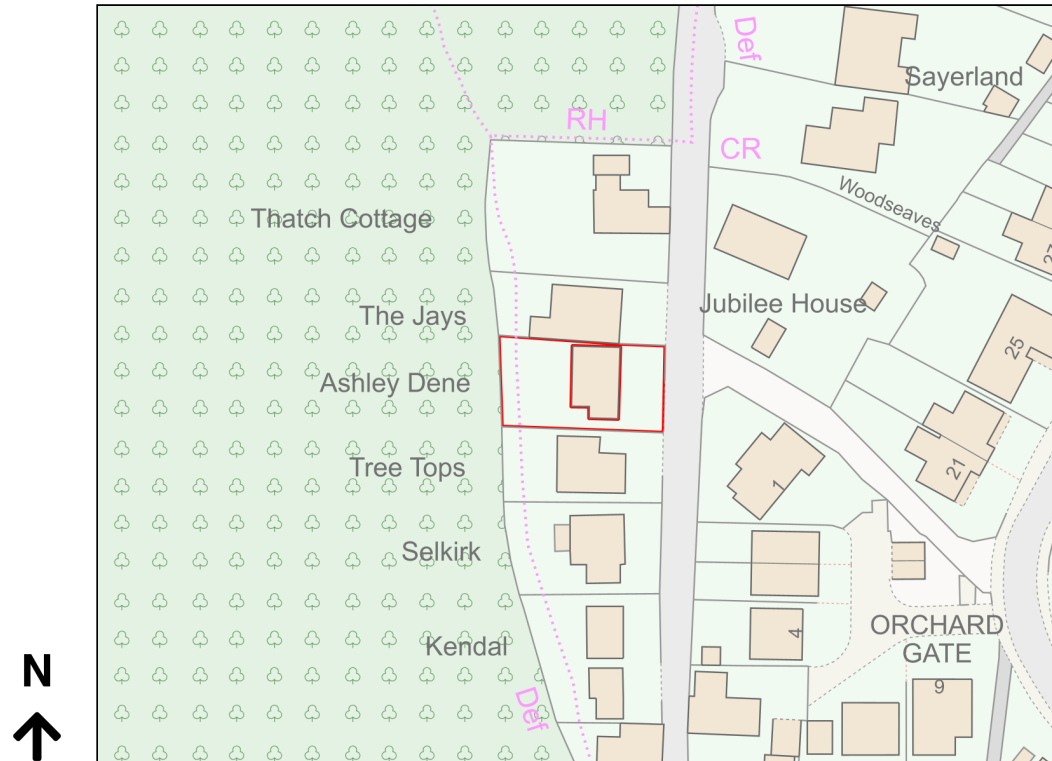 Def
Sayerland
RH
CR
Woodseaves
Thatch Cottage
27
Jubilee House
The Jays
25
Ashley Dene
Tree Tops
21
1
Selkirk
ORCHARD
GATE
4
Kendal
9
Def
N